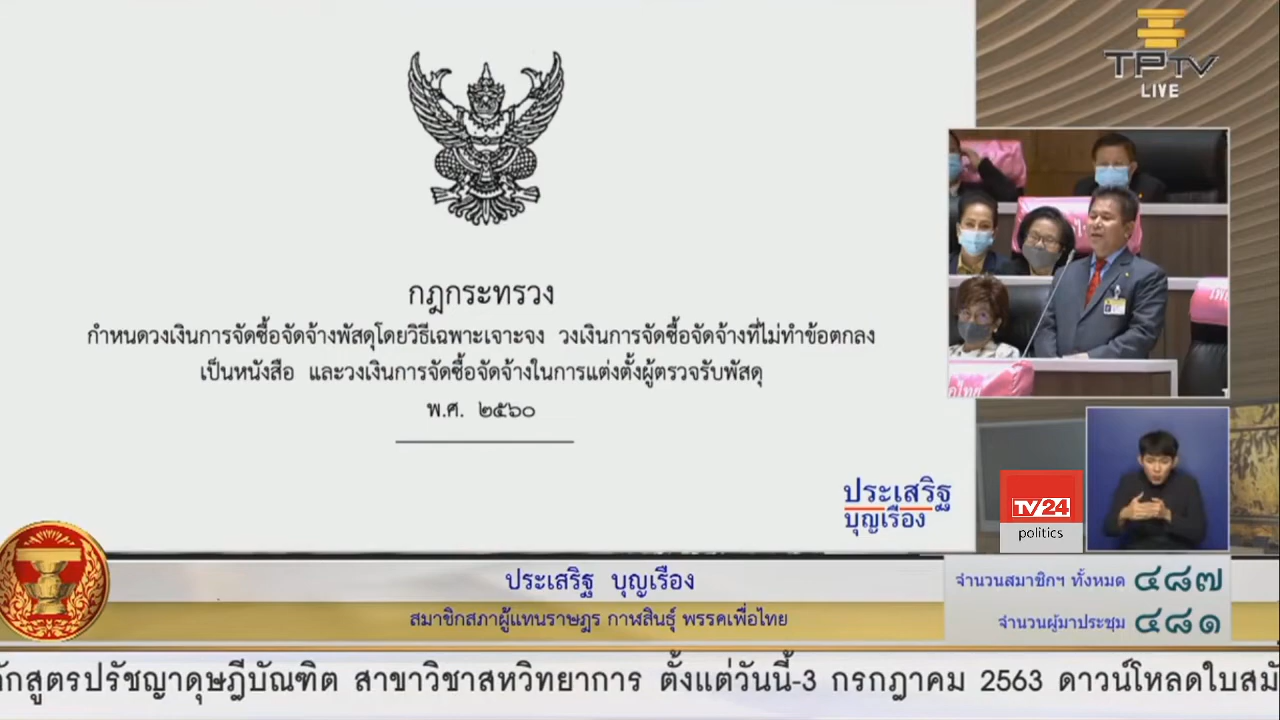 TPTV
LIVE
กฎกระทรวง
กำหนดวงเงินการจัดซื้อจัดจ้างพัสดุโดยวิธีเฉพาะเจาะจง วงเงินการจัดซื้อจัดจ้างที่ไม่ทำข้อตกลง
เป็นหนังสือ และวงเงินการจัดซื้อจัดจ้างในการแต่งตั้งผู้ตรวจรับพัสดุ
พ.ศ. ๒๕๖๐
ประเสริฐ
บุญเรือง
TV24
politics
ประเสริฐ บุญเรือง
สมาชิกสภาผู้แทนราษฎร กาฬสินธุ์ พรรคเพื่อไทย
จำนวนสมาชิกฯ ทั้งหมด ๔๘๗
จำนวนผู้มาประชุม ๔๘๑
ักสูตรปรัชญาดุษฎีบัณฑิต สาขาวิชาสหวิทยาการ ตั้งแต่วันนี้-3 กรกฎาคม 2563 ดาวน์โหลดใบสมั